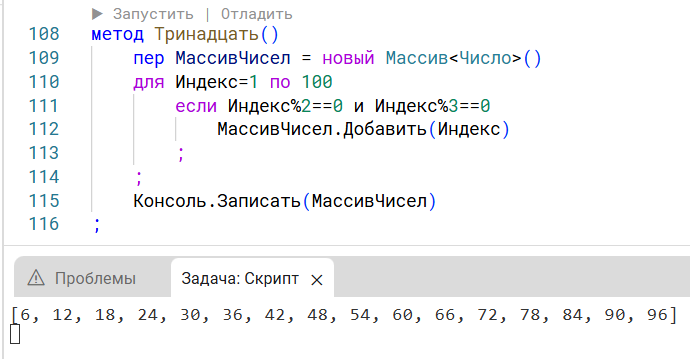 ▶ Запустить | Отладить
108 метод Тринадцать()
109 пер МассивЧисел = новый Массив<Число>()
110 для Индекс=1 по 100
111 если Индекс%2==0 и Индекс%3==0
112 МассивЧисел.Добавить(Индекс)
113 ;
114 ;
115 Консоль.Записать(МассивЧисел)
116 ;
Проблемы Задача: Скрипт ×
[6, 12, 18, 24, 30, 36, 42, 48, 54, 60, 66, 72, 78, 84, 90, 96]